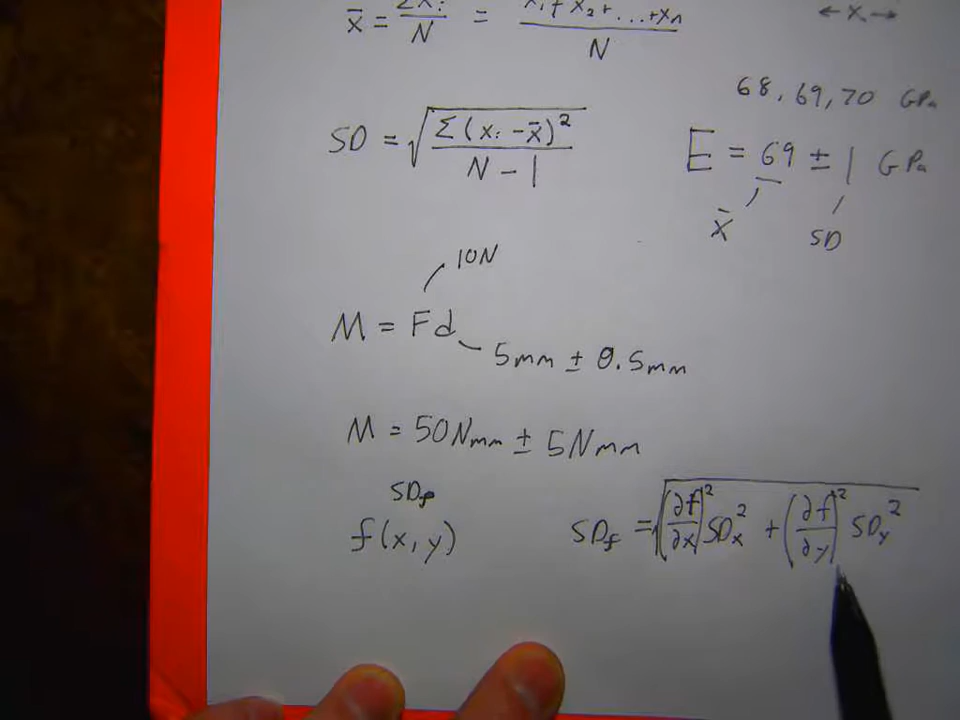 x̄ = Σxᵢ / N = x₁ + x₂ + ... + xₙ / N
← x →
68, 69, 70 GPa
SD = √( Σ(xᵢ - x̄)² / N - 1 )
E = 69 ± 1 GPa
x̄ SD
10N
M = Fd
5mm ± 0.5mm
M = 50Nmm ± 5Nmm
SD_f
f(x, y)
SD_f = √( (∂f/∂x)² SD_x² + (∂f/∂y)² SD_y² )